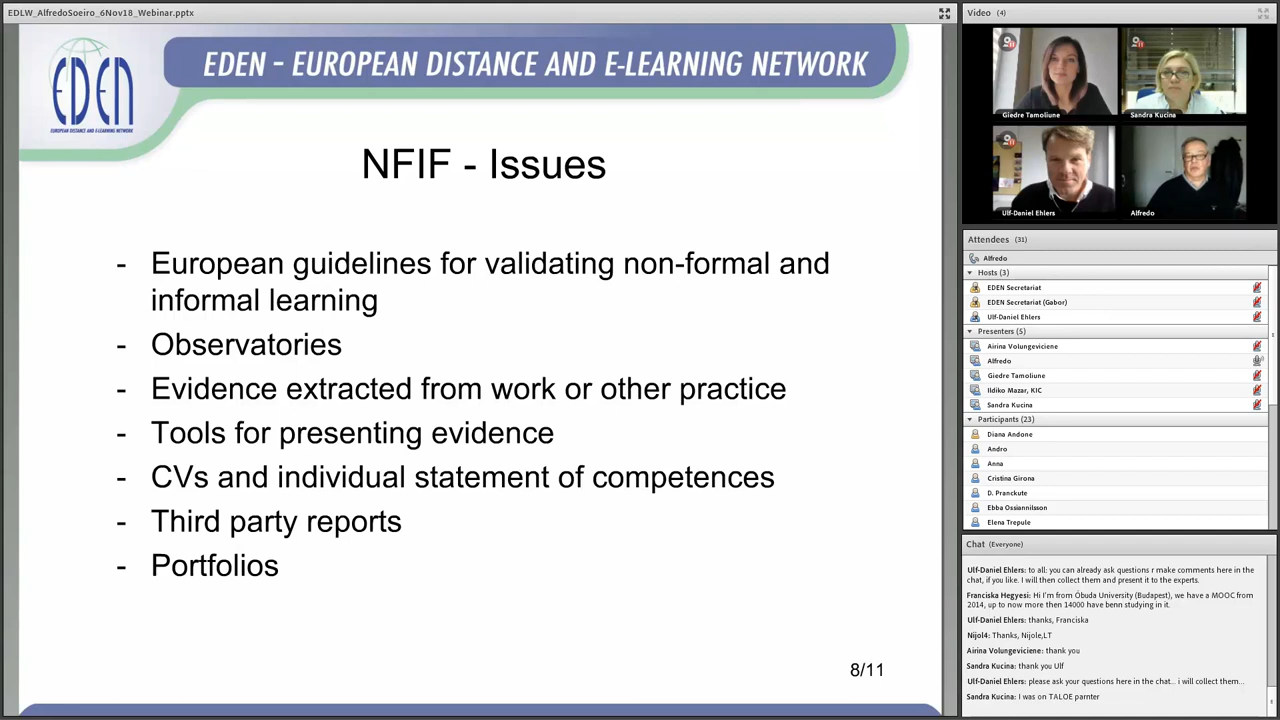 EDLW_AlfredoSoeiro_6Nov18_Webinar.pptx
EDEN
EUROPEAN DISTANCE AND E-LEARNING NETWORK
EDEN – EUROPEAN DISTANCE AND E-LEARNING NETWORK
NFIF - Issues
- European guidelines for validating non-formal and
informal learning
- Observatories
- Evidence extracted from work or other practice
- Tools for presenting evidence
- CVs and individual statement of competences
- Third party reports
- Portfolios
8/11
Video (4)
Giedre Tamoliune
Sandra Kucina
Ulf-Daniel Ehlers
Alfredo
Attendees (31)
Alfredo
Hosts (3)
EDEN Secretariat
EDEN Secretariat (Gabor)
Ulf-Daniel Ehlers
Presenters (5)
Airina Volungeviciene
Alfredo
Giedre Tamoliune
Ildiko Mazar, KIC
Sandra Kucina
Participants (23)
Diana Andone
Andro
Anna
Cristina Girona
D. Pranckute
Ebba Ossiannilsson
Elena Trepule
Chat (Everyone)
Ulf-Daniel Ehlers: to all: you can already ask questions r make comments here in the
chat, if you like. I will then collect them and present it to the experts.
Franciska Hegyesi: Hi I'm from Óbuda University (Budapest), we have a MOOC from
2014, up to now more then 14000 have benn studying in it.
Ulf-Daniel Ehlers: thanks, Franciska
Nijol4: Thanks, Nijole,LT
Airina Volungeviciene: thank you
Sandra Kucina: thank you Ulf
Ulf-Daniel Ehlers: please ask your questions here in the chat... i will collect them...
Sandra Kucina: I was on TALOE parnter